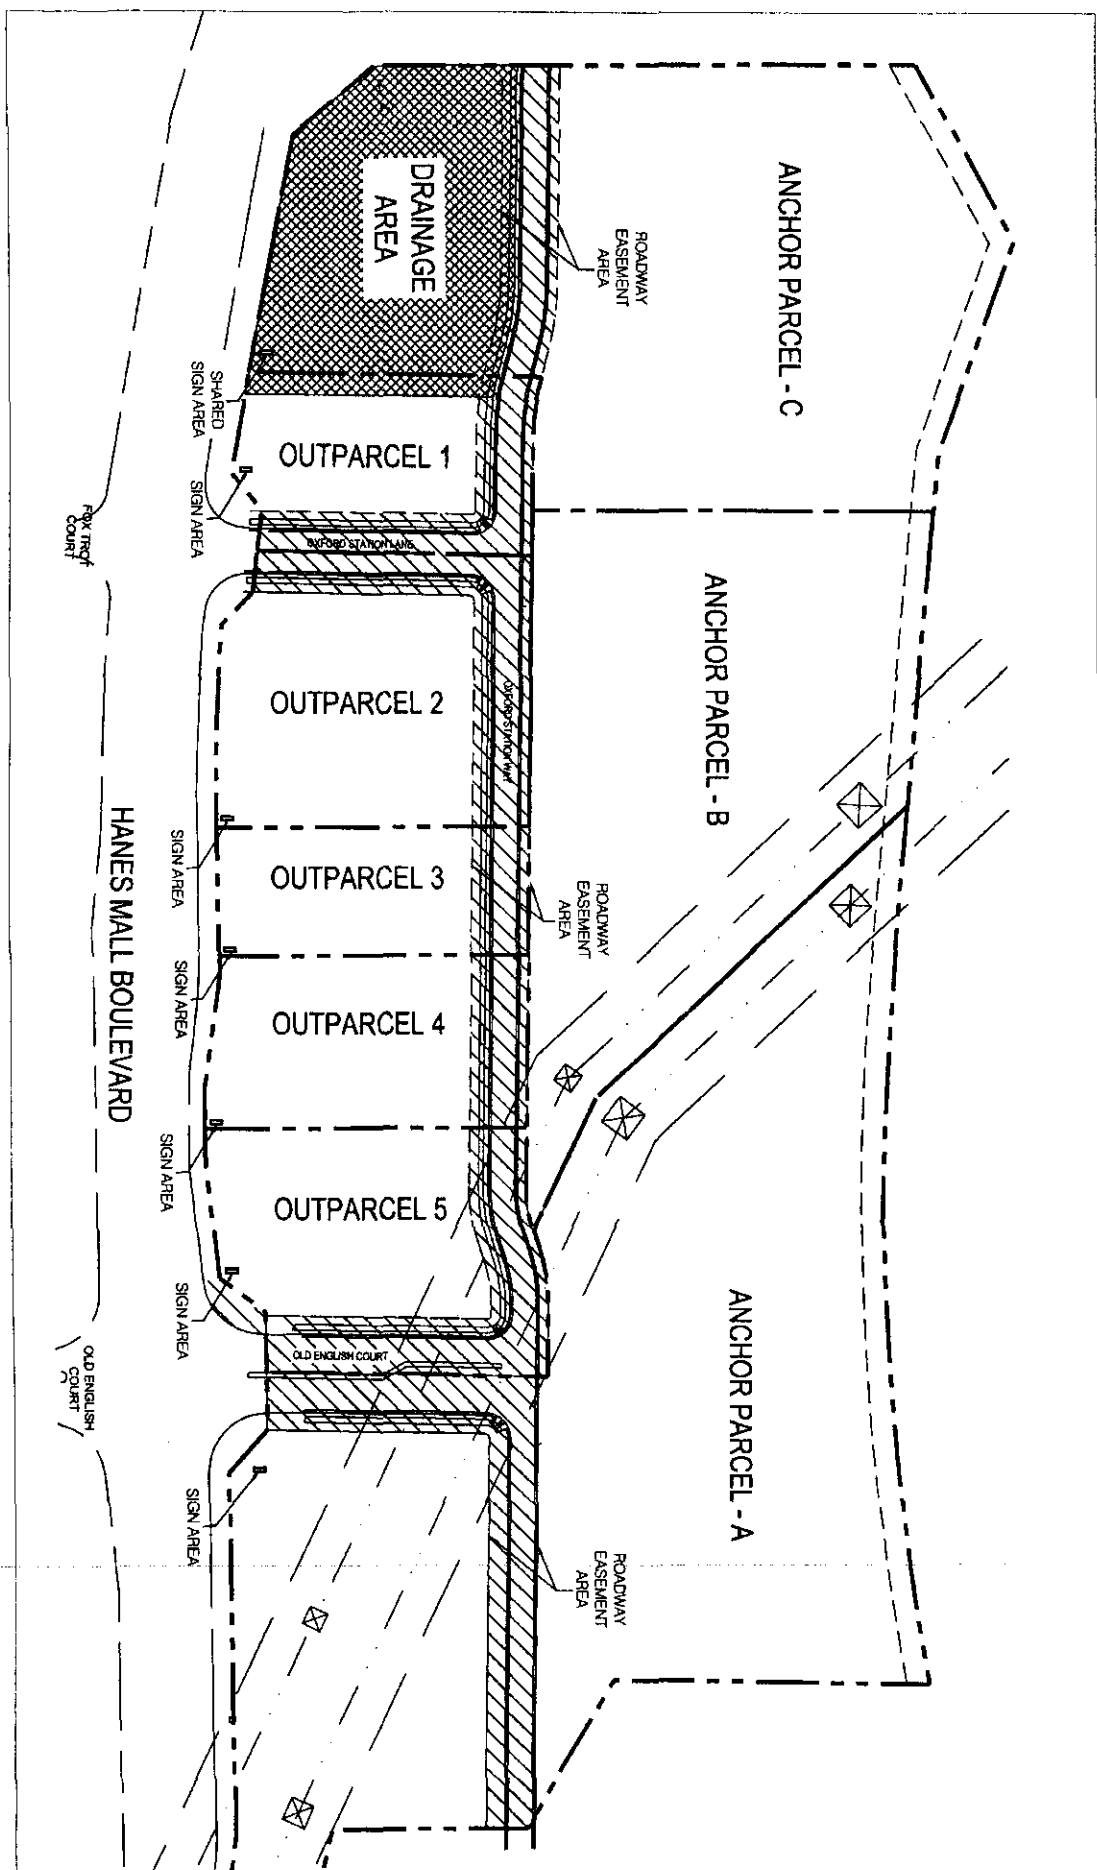 ANCHOR PARCEL - C
ROADWAY
EASEMENT
AREA
DRAINAGE
AREA
SHARED
SIGN AREA
OUTPARCEL 1
SIGN AREA
FOX TROT
COURT
OXFORD STATION LANE
ANCHOR PARCEL - B
OUTPARCEL 2
OXFORD STATION WAY
SIGN AREA
OUTPARCEL 3
ROADWAY
EASEMENT
AREA
HANES MALL BOULEVARD
SIGN AREA
OUTPARCEL 4
SIGN AREA
OUTPARCEL 5
SIGN AREA
OLD ENGLISH COURT
OLD ENGLISH
COURT
ANCHOR PARCEL - A
SIGN AREA
ROADWAY
EASEMENT
AREA